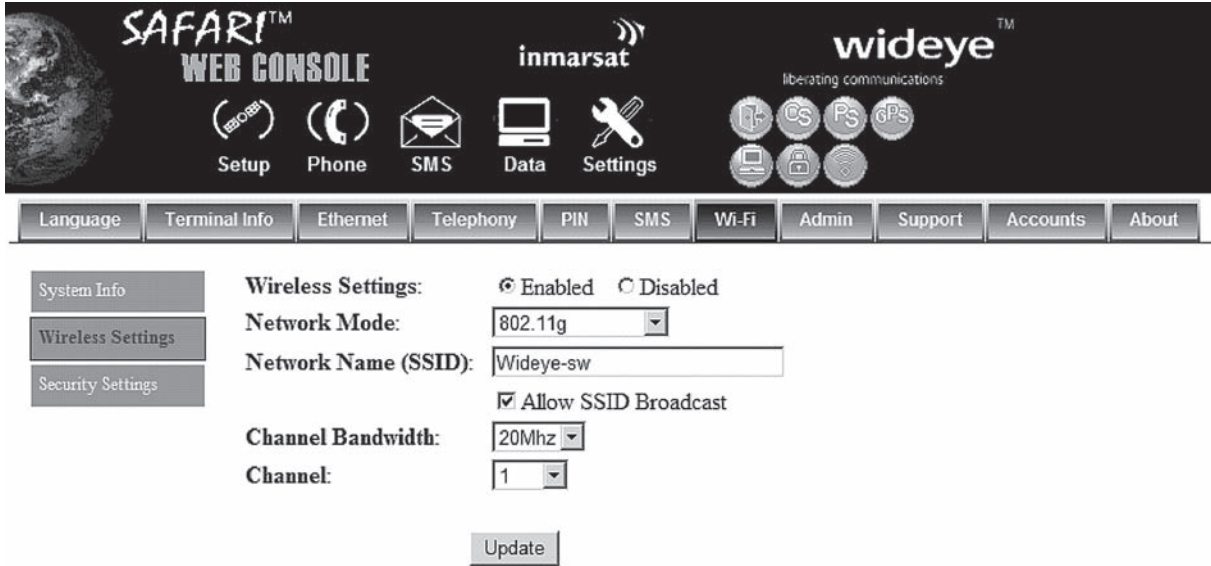 SAFARI™
WEB CONSOLE
inmarsat
wideye™
liberating communications
Setup Phone SMS Data Settings
CS PS GPS
Language Terminal Info Ethernet Telephony PIN SMS Wi-Fi Admin Support Accounts About
System Info
Wireless Settings
Security Settings
Wireless Settings: Enabled Disabled
Network Mode: 802.11g
Network Name (SSID): Wideye-sw
Allow SSID Broadcast
Channel Bandwidth: 20Mhz
Channel: 1
Update